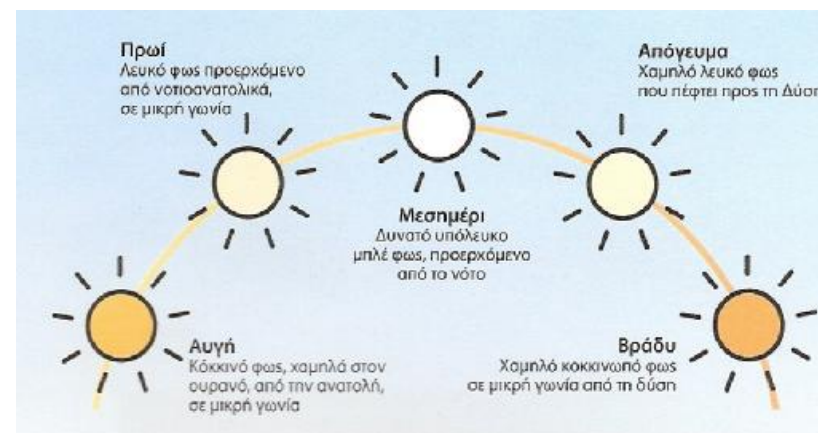 Πρωί
Λευκό φως προερχόμενο
από νοτιοανατολικά,
σε μικρή γωνία
Απόγευμα
Χαμηλό λευκό φως
που πέφτει προς τη Δύση
Μεσημέρι
Δυνατό υπόλευκο
μπλέ φως, προερχόμενο
από το νότο
Αυγή
Κόκκινό φως, χαμηλά στον
ουρανό, από την ανατολή,
σε μικρή γωνία
Βράδυ
Χαμηλό κοκκινωπό φως
σε μικρή γωνία από τη δύση